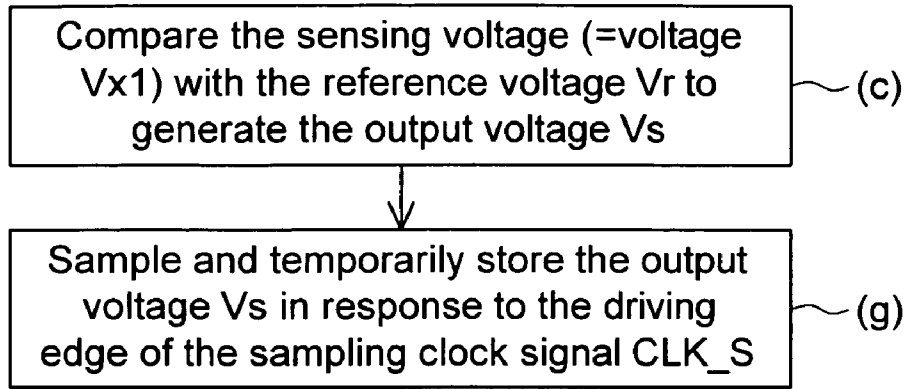 Compare the sensing voltage (=voltage
Vx1) with the reference voltage Vr to
generate the output voltage Vs
(c)
Sample and temporarily store the output
voltage Vs in response to the driving
edge of the sampling clock signal CLK_S
(g)